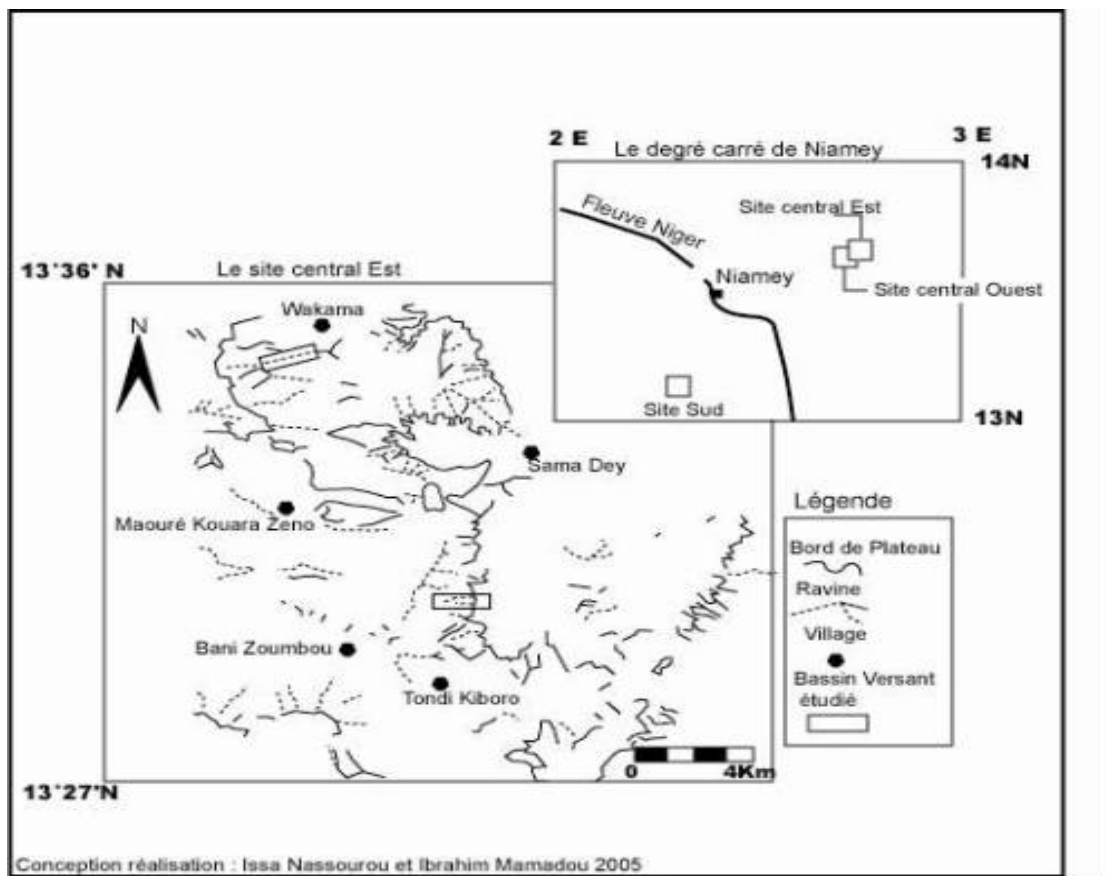 2 E
3 E
Le degré carré de Niamey
14N
Fleuve Niger
Site central Est
Niamey
Site central Ouest
Site Sud
13N
13°36' N
Le site central Est
N
Wakama
Sama Dey
Maouré Kouara Zeno
Bani Zoumbou
Tondi Kiboro
0 4Km
13°27'N
Légende
Bord de Plateau
Ravine
Village
Bassin Versant
étudié
Conception réalisation : Issa Nassourou et Ibrahim Mamadou 2005